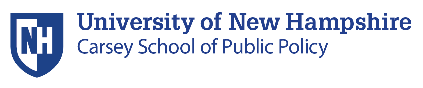 NH
University of New Hampshire
Carsey School of Public Policy